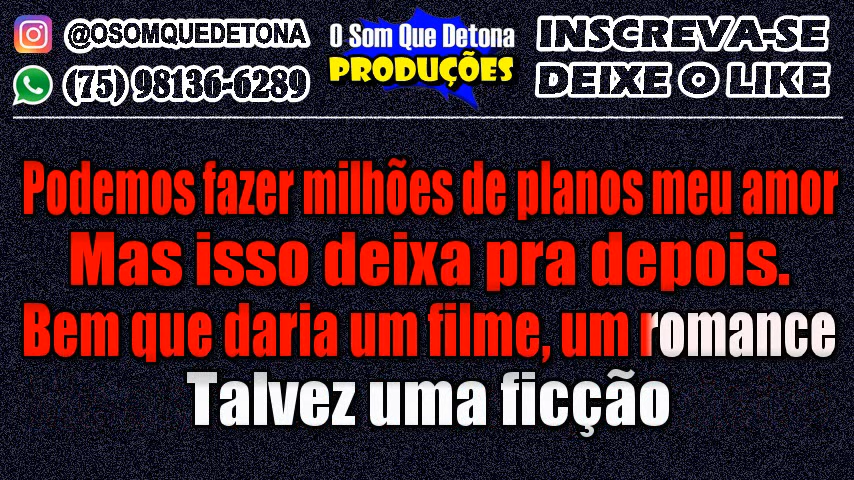 @OSOMQUEDETONA
(75) 98136-6289
O Som Que Detona
PRODUÇÕES
INSCREVA-SE
DEIXE O LIKE
Podemos fazer milhões de planos meu amor
Mas isso deixa pra depois.
Bem que daria um filme, um romance
Talvez uma ficção